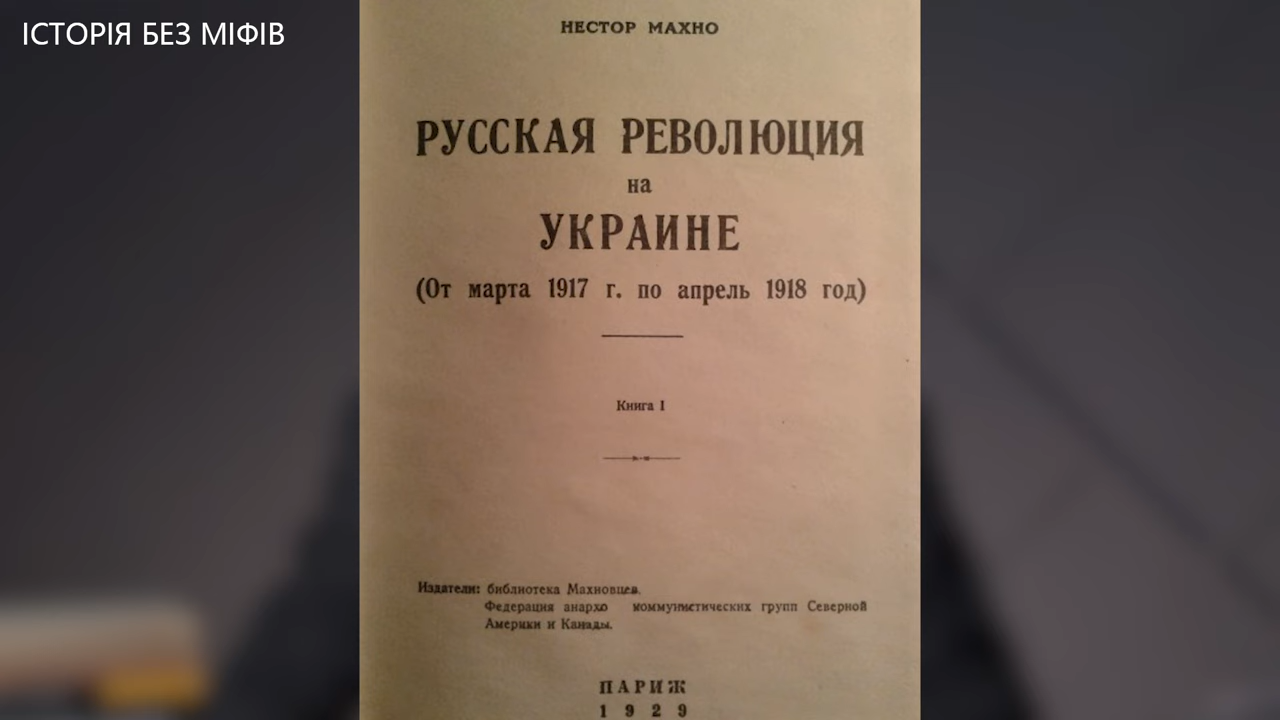 ІСТОРІЯ БЕЗ МІФІВ
НЕСТОР МАХНО
РУССКАЯ РЕВОЛЮЦИЯ
на
УКРАИНЕ
(От марта 1917 г. по апрель 1918 год)
Книга I
Издатели: библиотека Махновцев.
Федерация анархо коммунистических групп Северной
Америки и Канады.
ПАРИЖ
1929